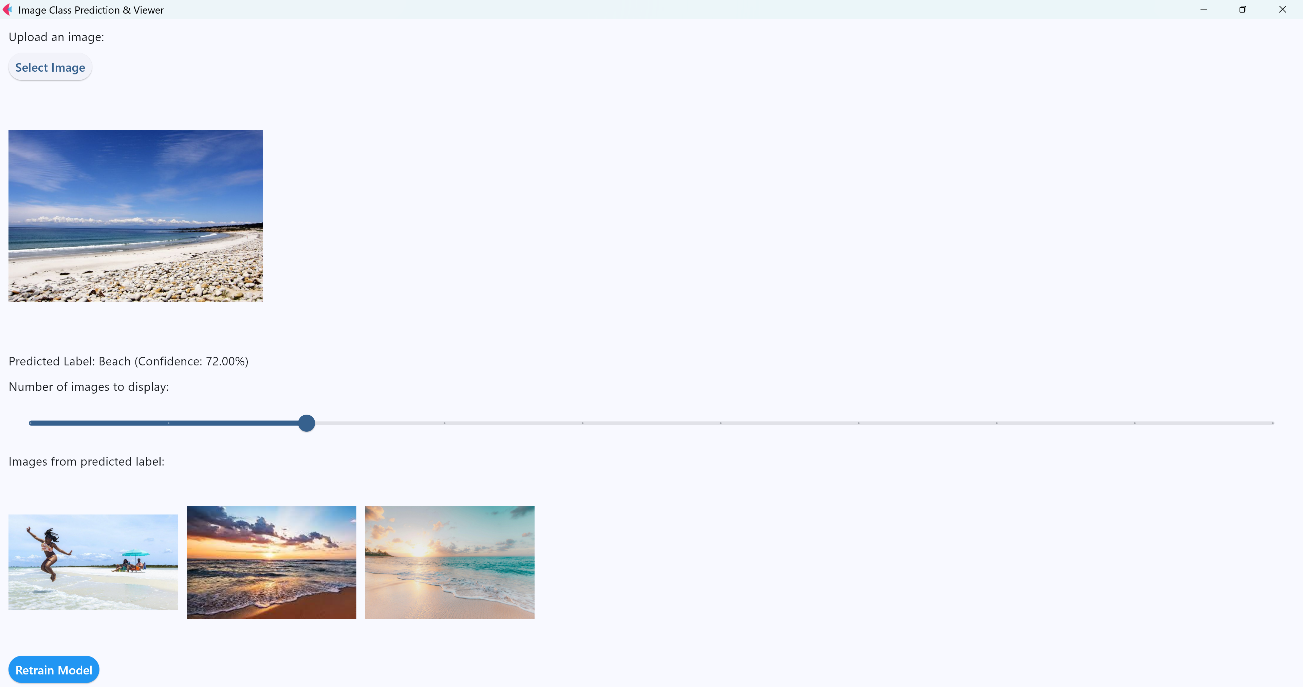 Image Class Prediction & Viewer
Upload an image:
Select Image
Predicted Label: Beach (Confidence: 72.00%)
Number of images to display:
Images from predicted label:
Retrain Model